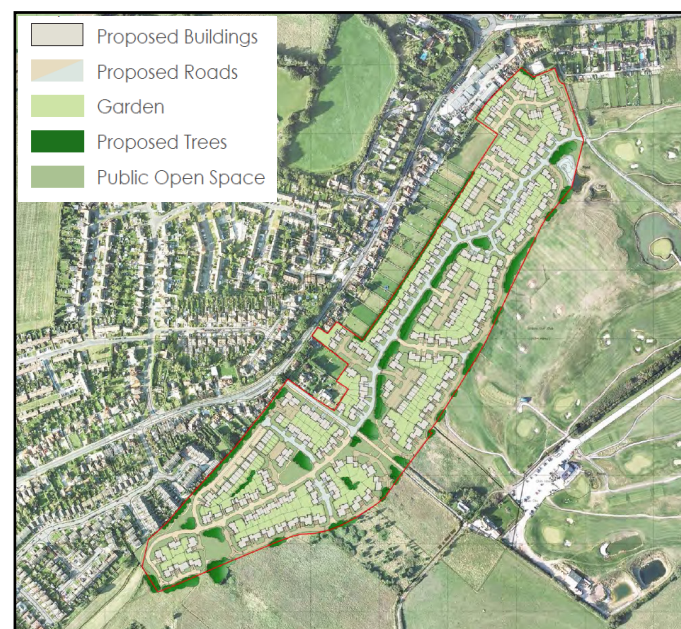 Proposed Buildings
Proposed Roads
Garden
Proposed Trees
Public Open Space